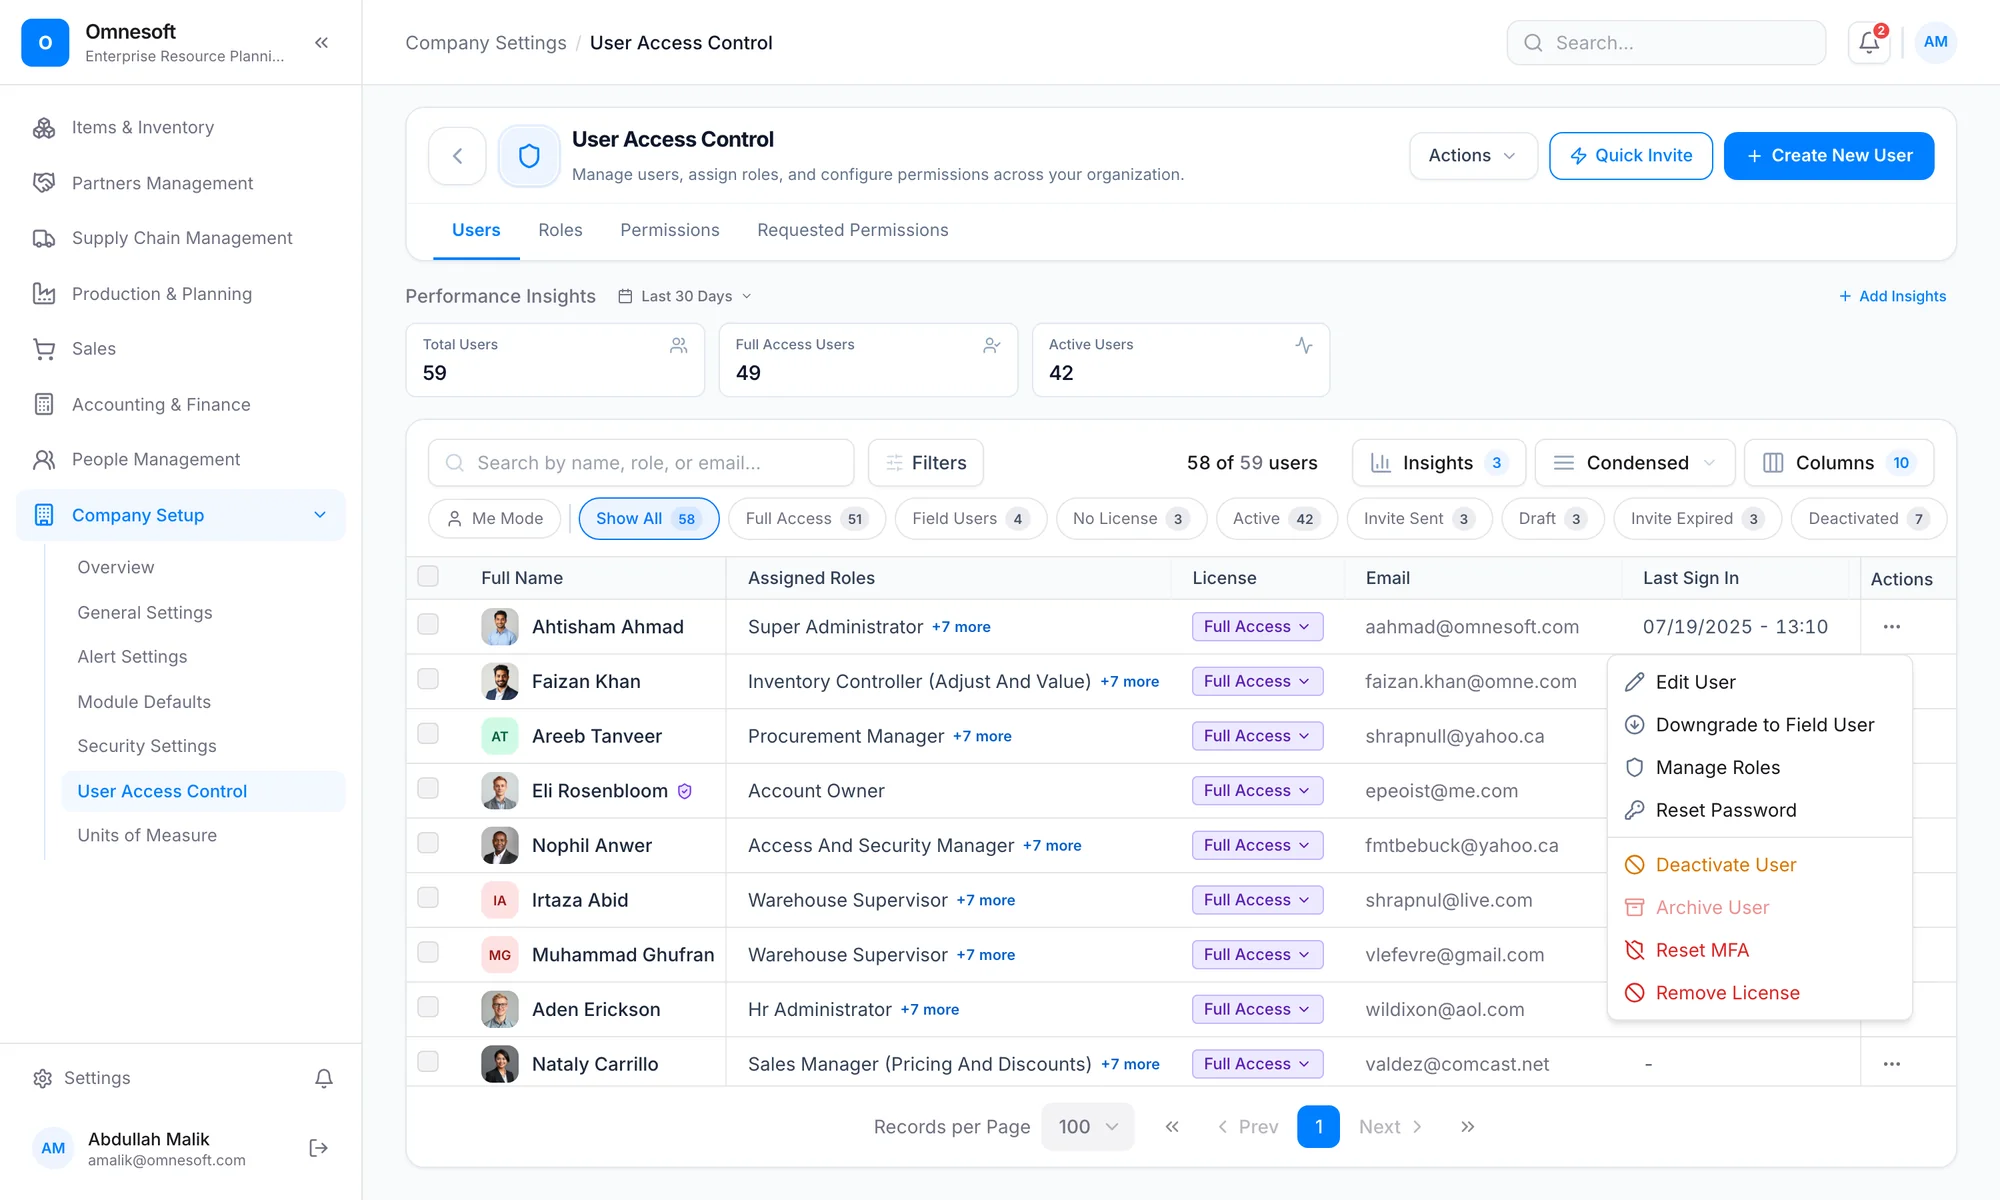 O
Omnesoft
Enterprise Resource Planni...
Items & Inventory
Partners Management
Supply Chain Management
Production & Planning
Sales
Accounting & Finance
People Management
Company Setup
Overview
General Settings
Alert Settings
Module Defaults
Security Settings
User Access Control
Units of Measure
Settings
AM
Abdullah Malik
amalik@omnesoft.com
Company Settings / User Access Control
Search...
2
AM
User Access Control
Manage users, assign roles, and configure permissions across your organization.
Actions
Quick Invite
+ Create New User
Users Roles Permissions Requested Permissions
Performance Insights Last 30 Days
+ Add Insights
Total Users
59
Full Access Users
49
Active Users
42
Search by name, role, or email...
Filters
58 of 59 users
Insights 3
Condensed
Columns 10
Me Mode
Show All 58
Full Access 51
Field Users 4
No License 3
Active 42
Invite Sent 3
Draft 3
Invite Expired 3
Deactivated 7
Full Name Assigned Roles License Email Last Sign In Actions
Ahtisham Ahmad Super Administrator +7 more Full Access aahmad@omnesoft.com 07/19/2025 - 13:10 ...
Faizan Khan Inventory Controller (Adjust And Value) +7 more Full Access faizan.khan@omne.com
AT Areeb Tanveer Procurement Manager +7 more Full Access shrapnull@yahoo.ca
Eli Rosenbloom Account Owner Full Access epeoist@me.com
Nophil Anwer Access And Security Manager +7 more Full Access fmtbebuck@yahoo.ca
IA Irtaza Abid Warehouse Supervisor +7 more Full Access shrapnul@live.com
MG Muhammad Ghufran Warehouse Supervisor +7 more Full Access vlefevre@gmail.com
Aden Erickson Hr Administrator +7 more Full Access wildixon@aol.com
Nataly Carrillo Sales Manager (Pricing And Discounts) +7 more Full Access valdez@comcast.net - ...
Edit User
Downgrade to Field User
Manage Roles
Reset Password
Deactivate User
Archive User
Reset MFA
Remove License
Records per Page 100 « ‹ Prev 1 Next › »